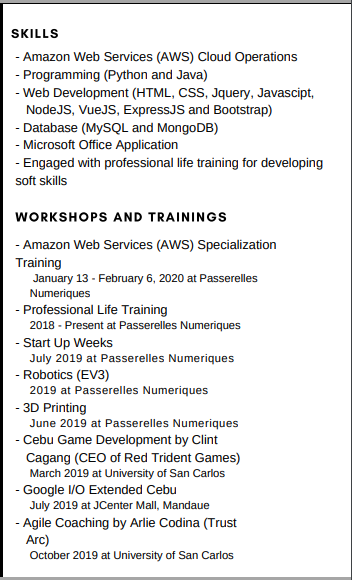 SKILLS
- Amazon Web Services (AWS) Cloud Operations
- Programming (Python and Java)
- Web Development (HTML, CSS, Jquery, Javascipt,
NodeJS, VueJS, ExpressJS and Bootstrap)
- Database (MySQL and MongoDB)
- Microsoft Office Application
- Engaged with professional life training for developing
soft skills
WORKSHOPS AND TRAININGS
- Amazon Web Services (AWS) Specialization
Training
January 13 - February 6, 2020 at Passerelles
Numeriques
- Professional Life Training
2018 - Present at Passerelles Numeriques
- Start Up Weeks
July 2019 at Passerelles Numeriques
- Robotics (EV3)
2019 at Passerelles Numeriques
- 3D Printing
June 2019 at Passerelles Numeriques
- Cebu Game Development by Clint
Cagang (CEO of Red Trident Games)
March 2019 at University of San Carlos
- Google I/O Extended Cebu
July 2019 at JCenter Mall, Mandaue
- Agile Coaching by Arlie Codina (Trust
Arc)
October 2019 at University of San Carlos